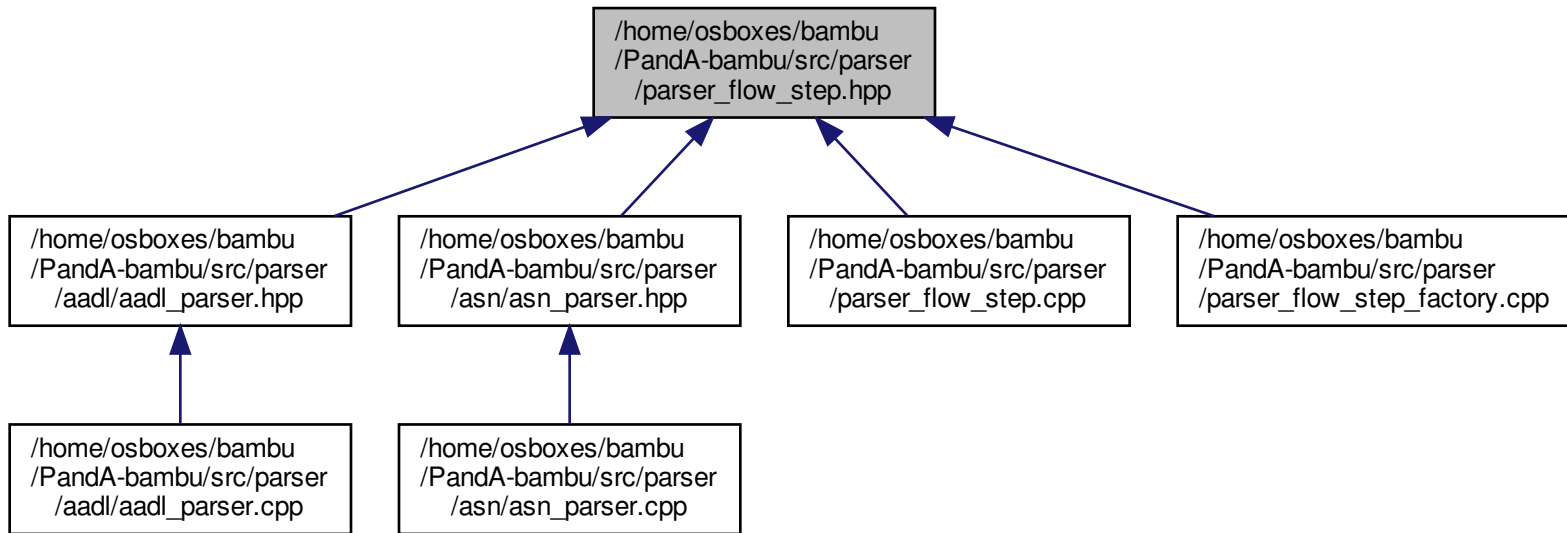 /home/osboxes/bambu
/PandA-bambu/src/parser
/parser_flow_step.hpp
/home/osboxes/bambu
/PandA-bambu/src/parser
/aadl/aadl_parser.hpp
/home/osboxes/bambu
/PandA-bambu/src/parser
/asn/asn_parser.hpp
/home/osboxes/bambu
/PandA-bambu/src/parser
/parser_flow_step.cpp
/home/osboxes/bambu
/PandA-bambu/src/parser
/parser_flow_step_factory.cpp
/home/osboxes/bambu
/PandA-bambu/src/parser
/aadl/aadl_parser.cpp
/home/osboxes/bambu
/PandA-bambu/src/parser
/asn/asn_parser.cpp